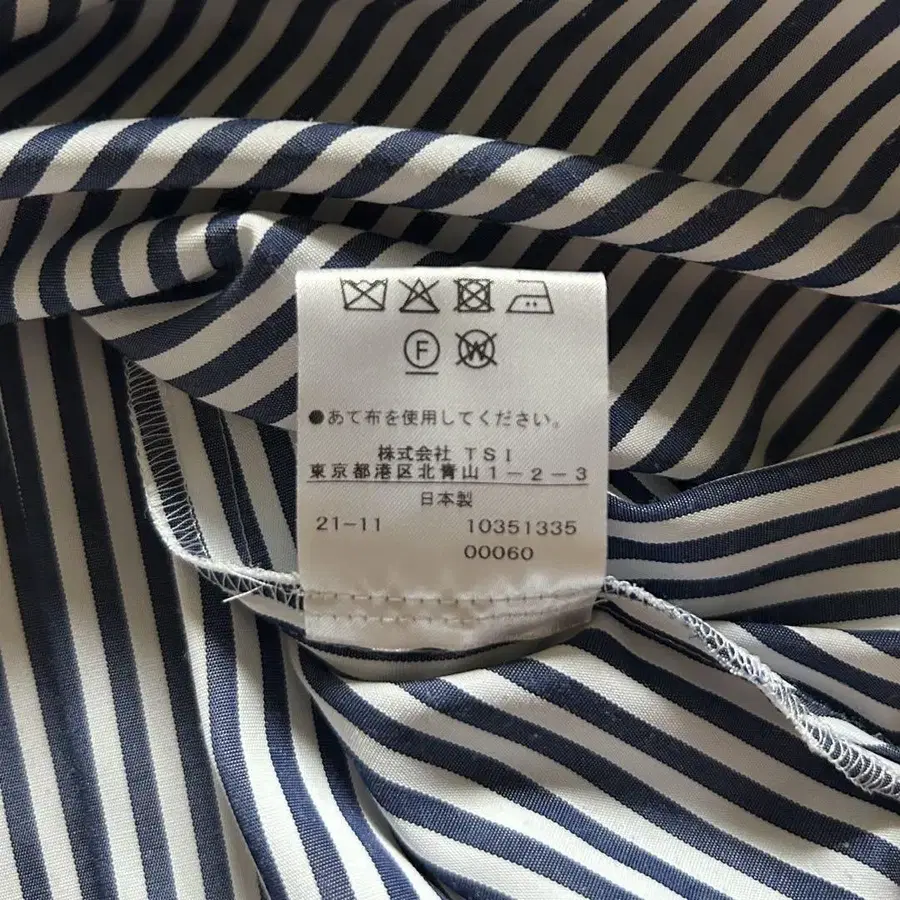 F W
●あて布を使用してください。
株式会社 TSI
東京都港区北青山1-2-3
日本製
21-11 10351335
00060